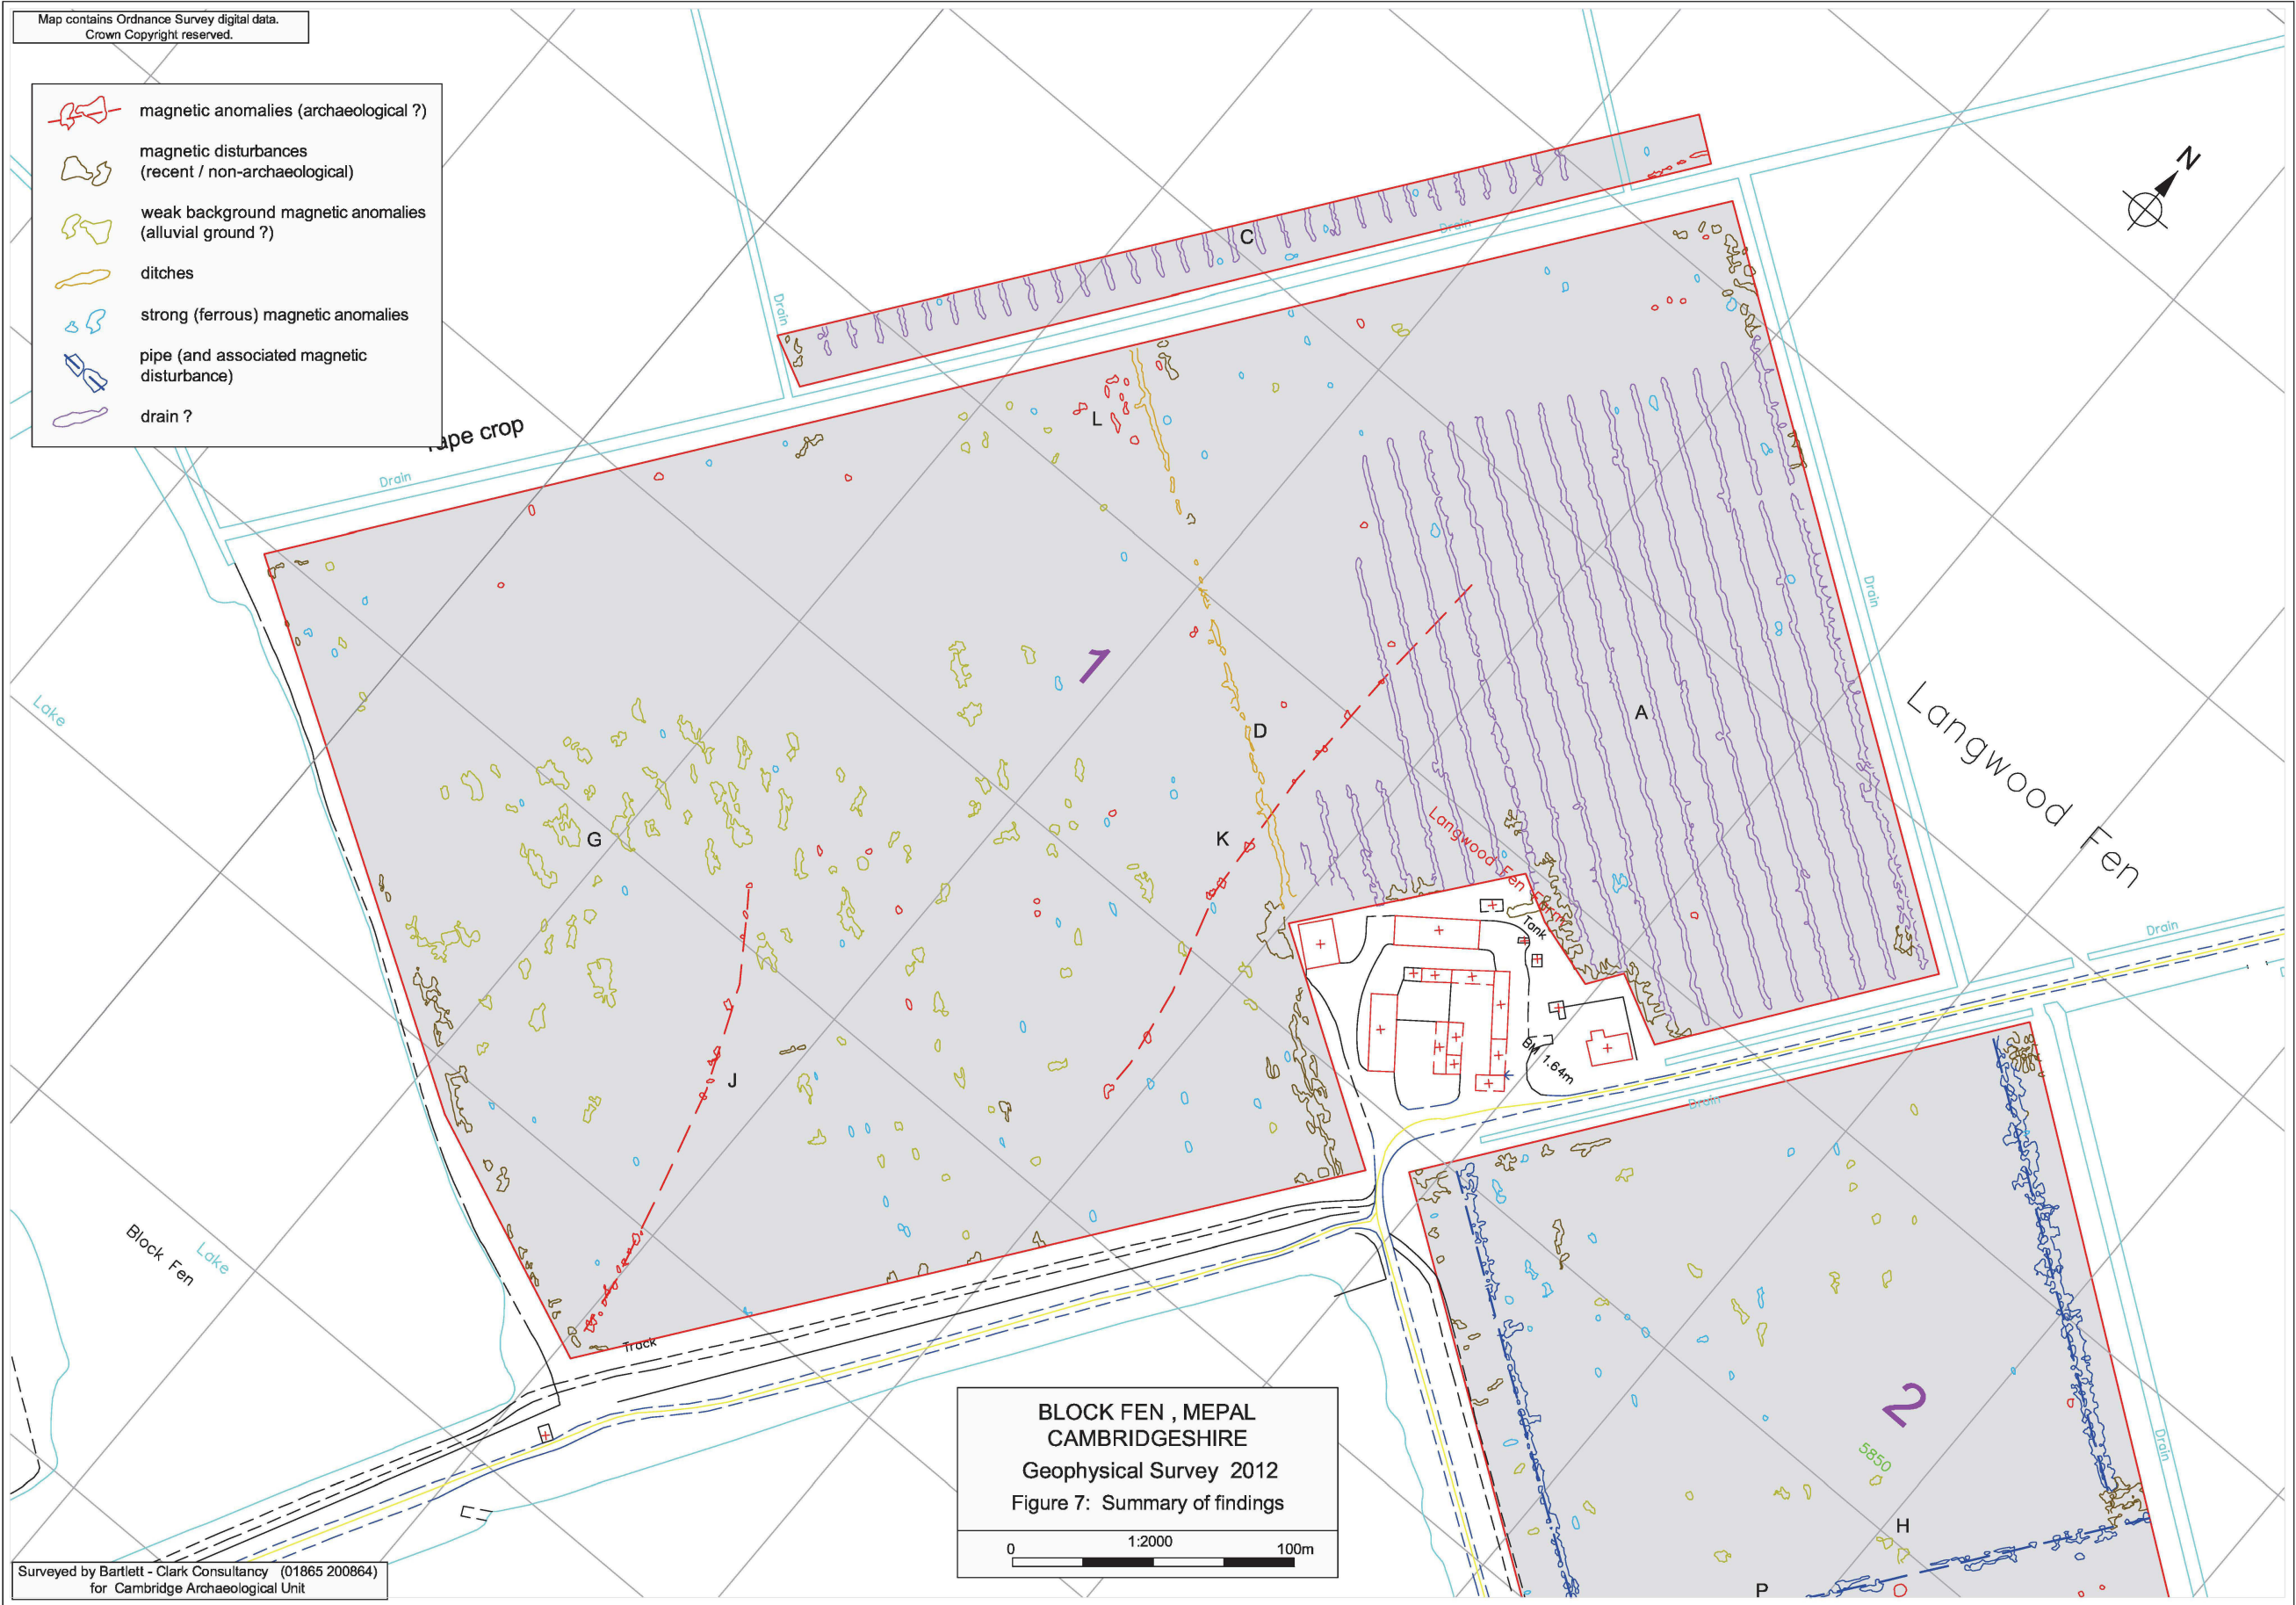 Map contains Ordnance Survey digital data.
Crown Copyright reserved.
magnetic anomalies (archaeological ?)
magnetic disturbances
(recent / non-archaeological)
weak background magnetic anomalies
(alluvial ground ?)
ditches
strong (ferrous) magnetic anomalies
pipe (and associated magnetic
disturbance)
drain ?
N
Drain
C
Drain
crop
Drain
L
1
Drain
A
D
Lake
Langwood Fen
G
K
Langwood Fen Farm
Tank
Drain
J
BM 1.64m
Drain
Block Fen
Lake
Track
2
5850
Drain
H
P
BLOCK FEN , MEPAL
CAMBRIDGESHIRE
Geophysical Survey 2012
Figure 7: Summary of findings
0 1:2000 100m
Surveyed by Bartlett - Clark Consultancy (01865 200864)
for Cambridge Archaeological Unit